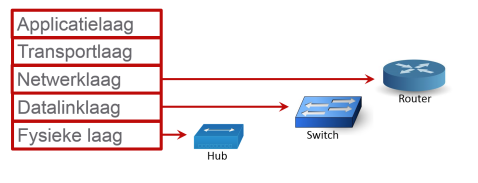 Applicatielaag
Transportlaag
Netwerklaag
Datalinklaag
Fysieke laag
Router
Switch
Hub